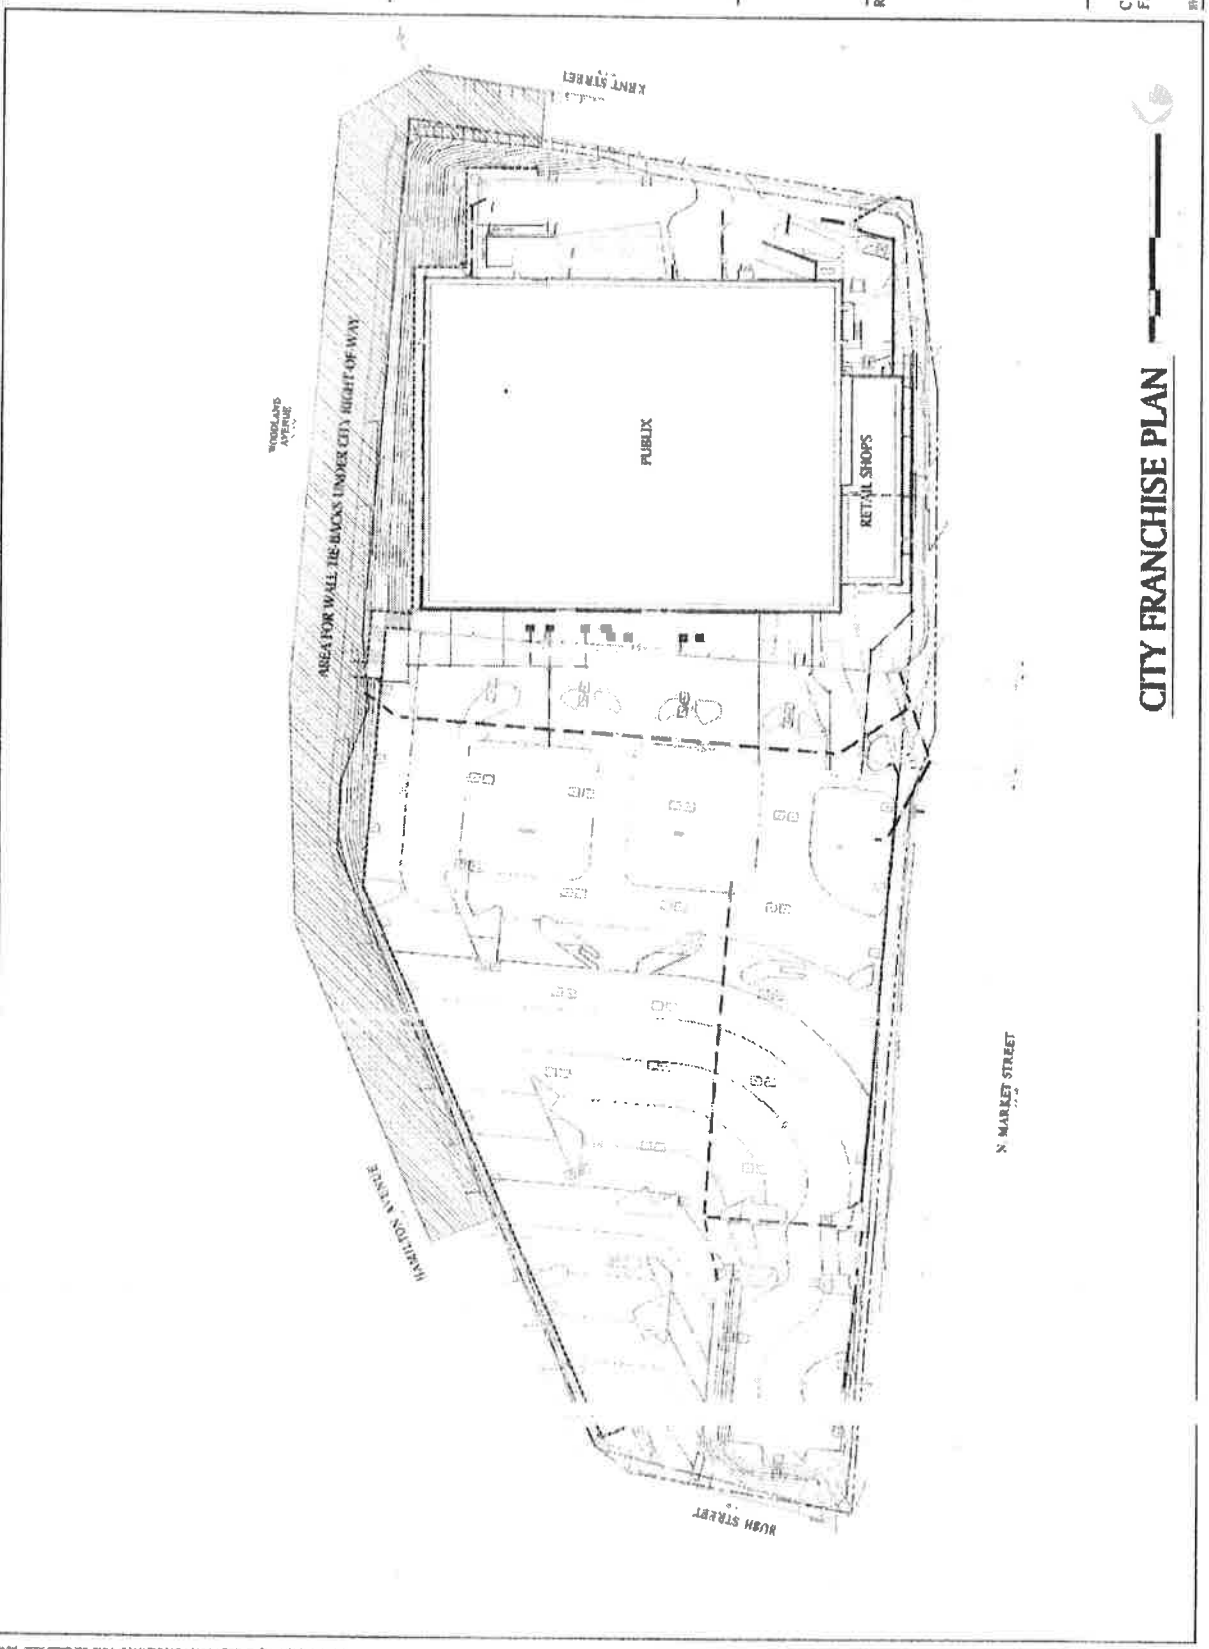 KENT STREET
WOODLAND
AVENUE
AREA FOR WALL TIE-BACKS UNDER CITY RIGHT-OF-WAY
PUBLIX
RETAIL SHOPS
HAMILTON AVENUE
N. MARKET STREET
BUSH STREET
CITY FRANCHISE PLAN